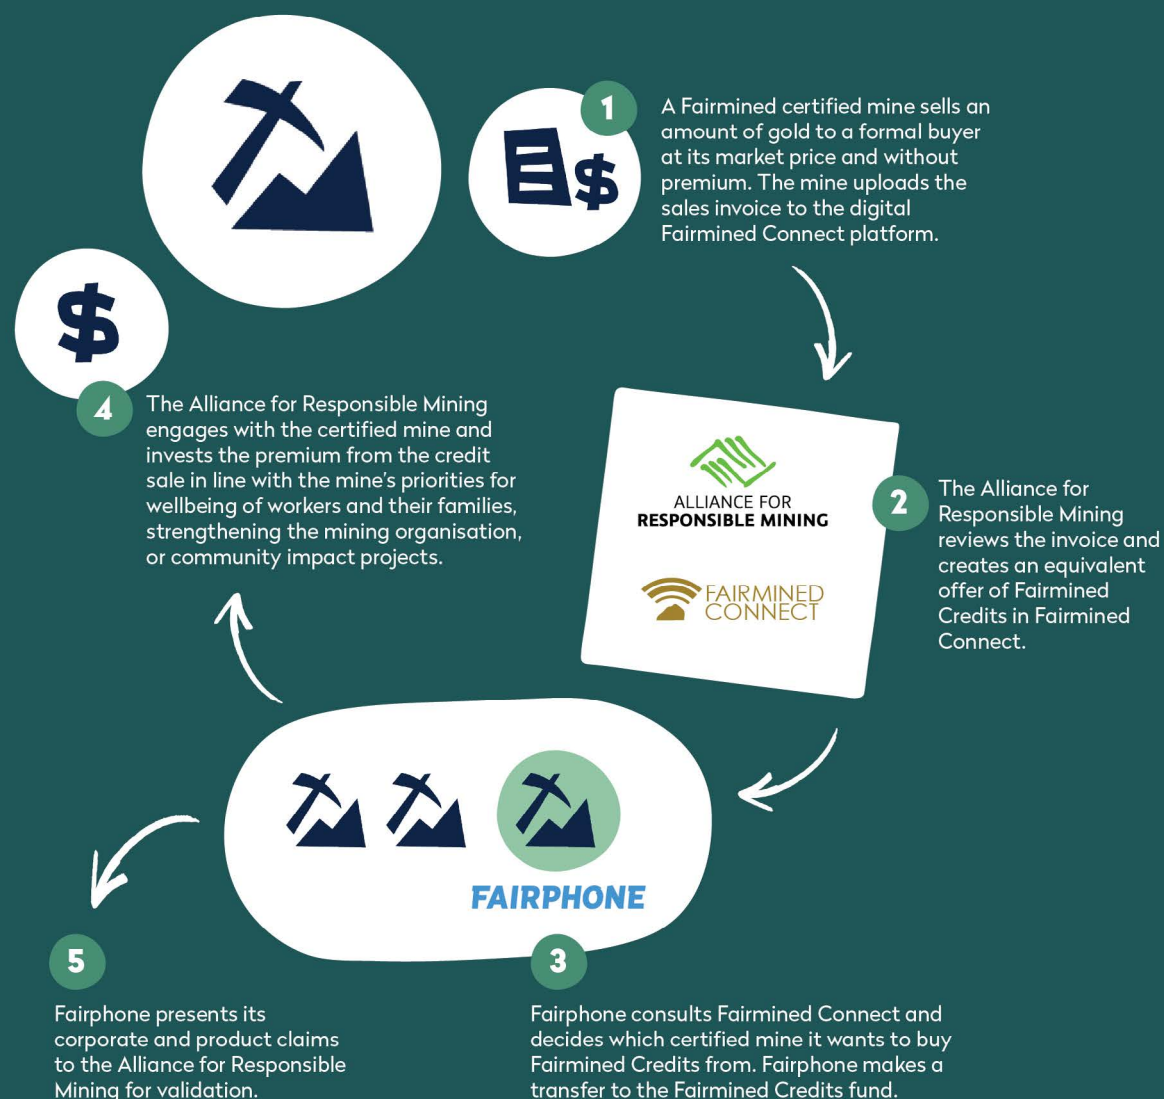 1
A Fairmined certified mine sells an
amount of gold to a formal buyer
at its market price and without
premium. The mine uploads the
sales invoice to the digital
Fairmined Connect platform.
$
$
ALLIANCE FOR
RESPONSIBLE MINING
FAIRMINED
CONNECT
2
The Alliance for
Responsible Mining
reviews the invoice and
creates an equivalent
offer of Fairmined
Credits in Fairmined
Connect.
FAIRPHONE
3
Fairphone consults Fairmined Connect and
decides which certified mine it wants to buy
Fairmined Credits from. Fairphone makes a
transfer to the Fairmined Credits fund.
4
The Alliance for Responsible Mining
engages with the certified mine and
invests the premium from the credit
sale in line with the mine's priorities for
wellbeing of workers and their families,
strengthening the mining organisation,
or community impact projects.
5
Fairphone presents its
corporate and product claims
to the Alliance for Responsible
Mining for validation.